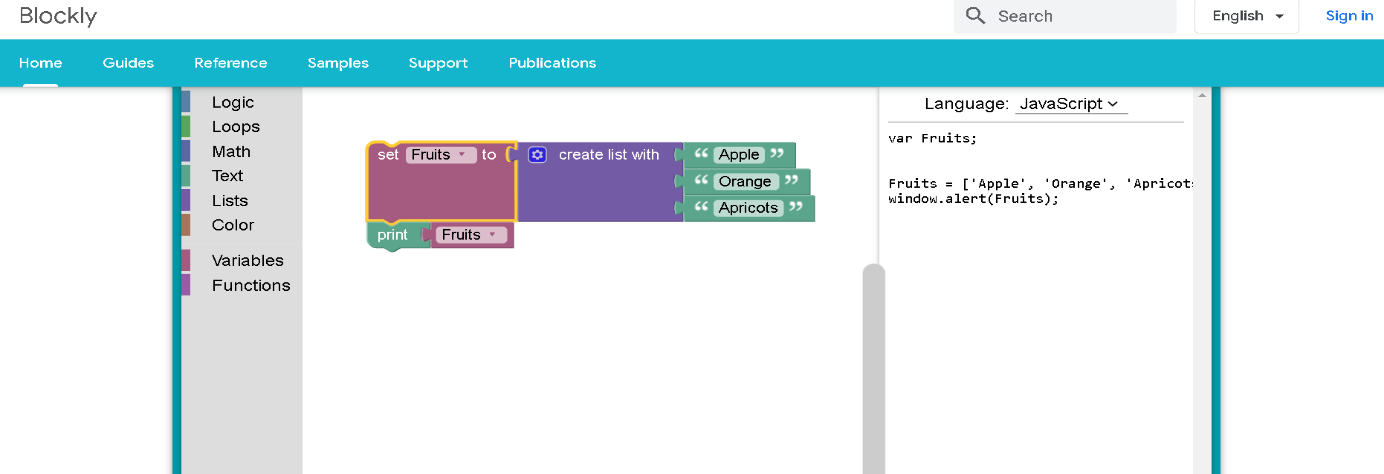 Blockly
Search
English
Sign in
Home Guides Reference Samples Support Publications
Logic
Loops
Math
Text
Lists
Color
Variables
Functions
set Fruits to create list with “ Apple ”
“ Orange ”
“ Apricots ”
print Fruits
Language: JavaScript
var Fruits;
Fruits = ['Apple', 'Orange', 'Apricots
window.alert(Fruits);